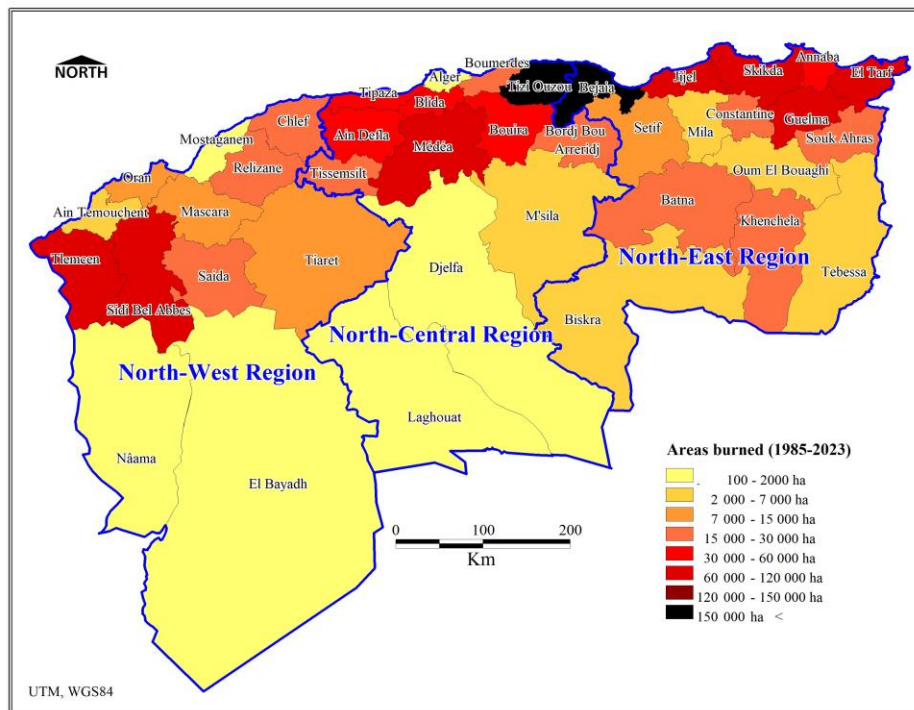 NORTH
Boumerdes
Alger
Tizi Ouzou
Bejaia
Jijel
Skikda
Annaba
El Tarf
Tipaza
Blida
Constantine
Guelma
Mostaganem
Chlef
Ain Defla
Médéa
Bouira
Bordj Bou
Arreridj
Setif
Mila
Souk Ahras
Relizane
Tissemsilt
Oum El Bouaghi
Oran
Ain Temouchent
Mascara
M'sila
Batna
Khenchela
Tlemcen
Saida
Tiaret
Djelfa
North-East Region
Tebessa
Sidi Bel Abbes
Biskra
North-Central Region
North-West Region
Laghouat
Nâama
El Bayadh
Areas burned (1985-2023)
100 - 2000 ha
2 000 - 7 000 ha
7 000 - 15 000 ha
15 000 - 30 000 ha
30 000 - 60 000 ha
60 000 - 120 000 ha
120 000 - 150 000 ha
150 000 ha <
0 100 200
Km
UTM, WGS84